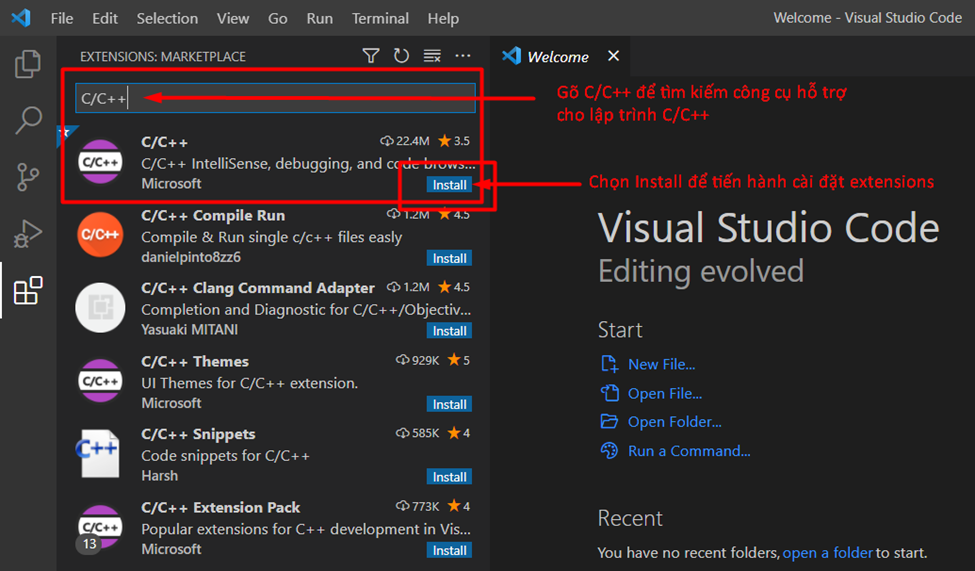 File Edit Selection View Go Run Terminal Help Welcome - Visual Studio Code
EXTENSIONS: MARKETPLACE
Welcome
C/C++
Gõ C/C++ để tìm kiếm công cụ hỗ trợ
cho lập trình C/C++
C/C++ 22.4M 3.5
C/C++ IntelliSense, debugging, and code brows...
Microsoft Install
C/C++
Chọn Install để tiến hành cài đặt extensions
C/C++ Compile Run 1.2M 4.5
Compile & Run single c/c++ files easly
danielpinto8zz6 Install
C/C++
C/C++ Clang Command Adapter 1.2M 4.5
Completion and Diagnostic for C/C++/Objectiv...
Yasuaki MITANI Install
C/C++ Themes 929K 5
UI Themes for C/C++ extension.
Microsoft Install
C/C++
C/C++ Snippets 585K 4
Code snippets for C/C++
Harsh Install
C++
C/C++ Extension Pack 773K 4
Popular extensions for C++ development in Vis...
Microsoft Install
C/C++
13
Visual Studio Code
Editing evolved
Start
New File...
Open File...
Open Folder...
Run a Command...
Recent
You have no recent folders, open a folder to start.